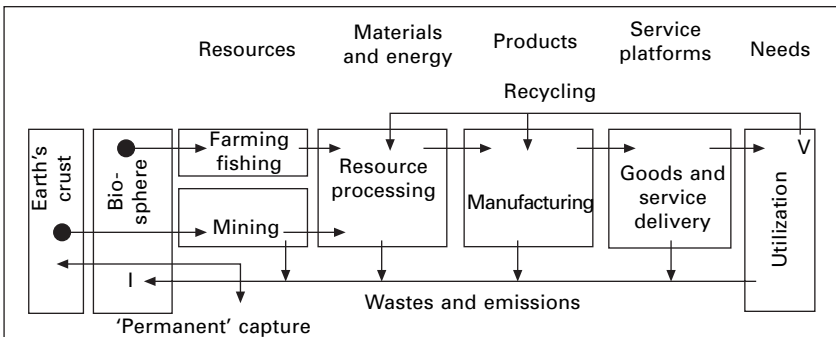 Resources
Materials
and energy
Products
Service
platforms
Needs
Recycling
Earth's
crust
Bio-
sphere
Farming
fishing
Mining
Resource
processing
Manufacturing
Goods and
service
delivery
V
Utilization
I
Wastes and emissions
'Permanent' capture